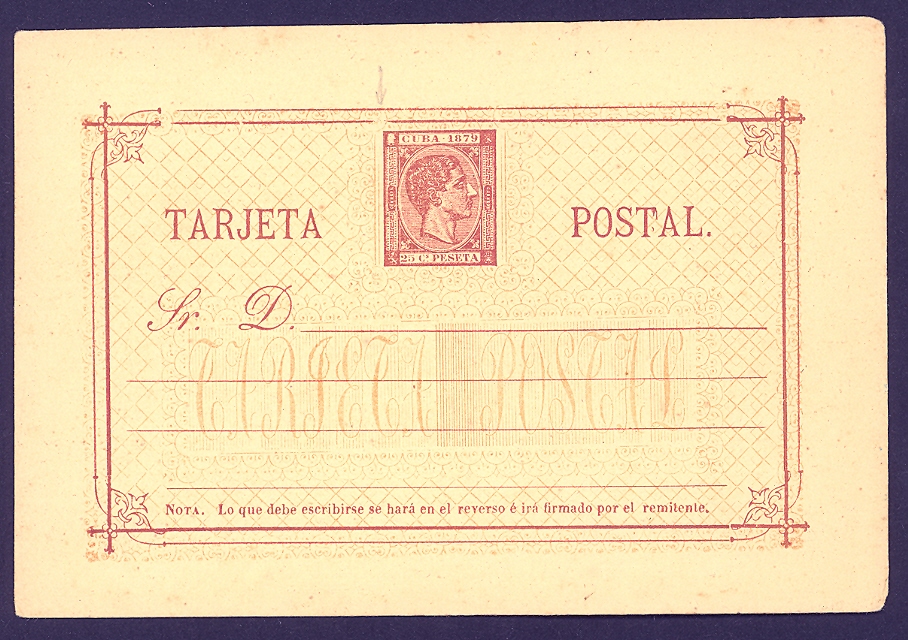 CUBA - 1879
25 Cs PESETA
TARJETA POSTAL.
Sr. D.
TARJETA POSTAL
NOTA. Lo que debe escribirse se hará en el reverso é irá firmado por el remitente.